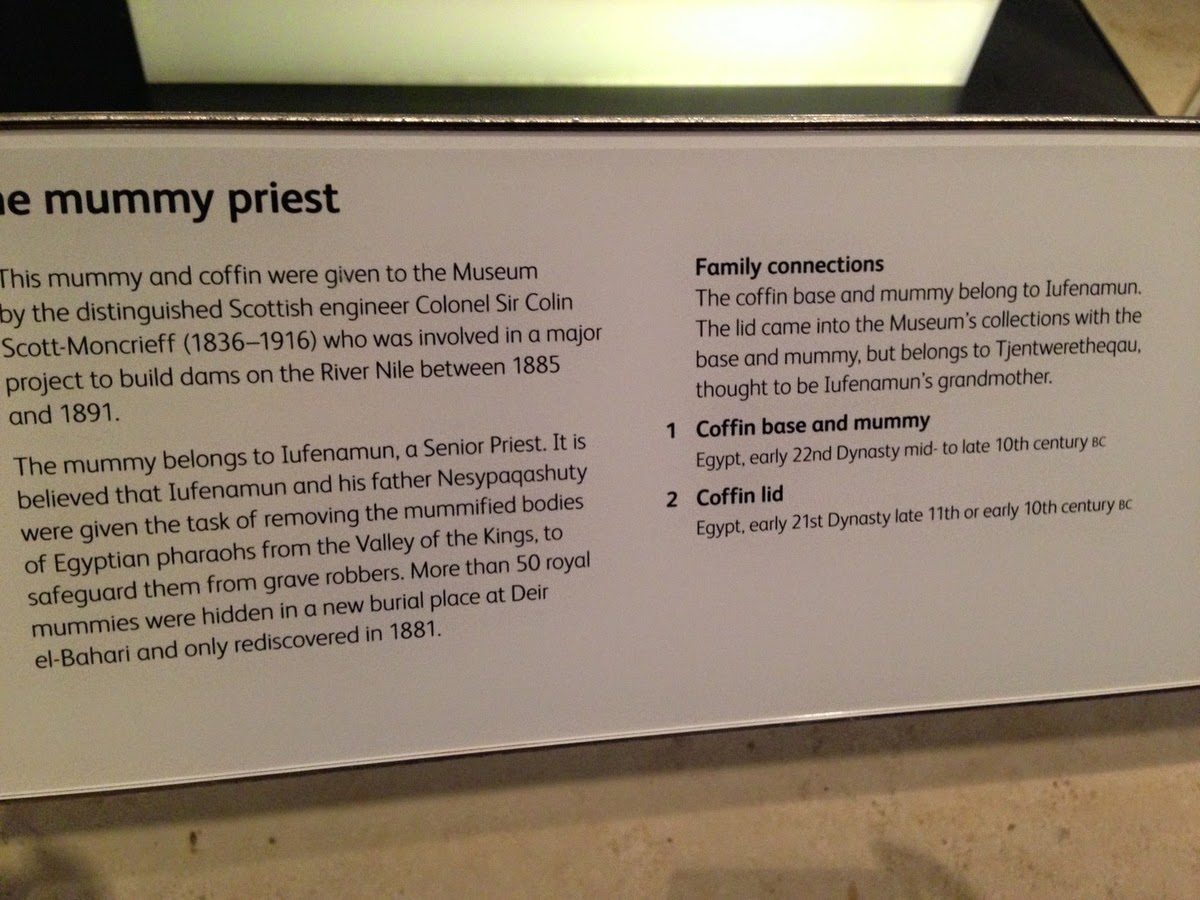 mummy priest
This mummy and coffin were given to the Museum
by the distinguished Scottish engineer Colonel Sir Colin
Scott-Moncrieff (1836–1916) who was involved in a major
project to build dams on the River Nile between 1885
and 1891.
The mummy belongs to Iufenamun, a Senior Priest. It is
believed that Iufenamun and his father Nesypaqashuty
were given the task of removing the mummified bodies
of Egyptian pharaohs from the Valley of the Kings, to
safeguard them from grave robbers. More than 50 royal
mummies were hidden in a new burial place at Deir
el-Bahari and only rediscovered in 1881.
Family connections
The coffin base and mummy belong to Iufenamun.
The lid came into the Museum's collections with the
base and mummy, but belongs to Tjentweretheqau,
thought to be Iufenamun's grandmother.
1 Coffin base and mummy
Egypt, early 22nd Dynasty mid- to late 10th century BC
2 Coffin lid
Egypt, early 21st Dynasty late 11th or early 10th century BC